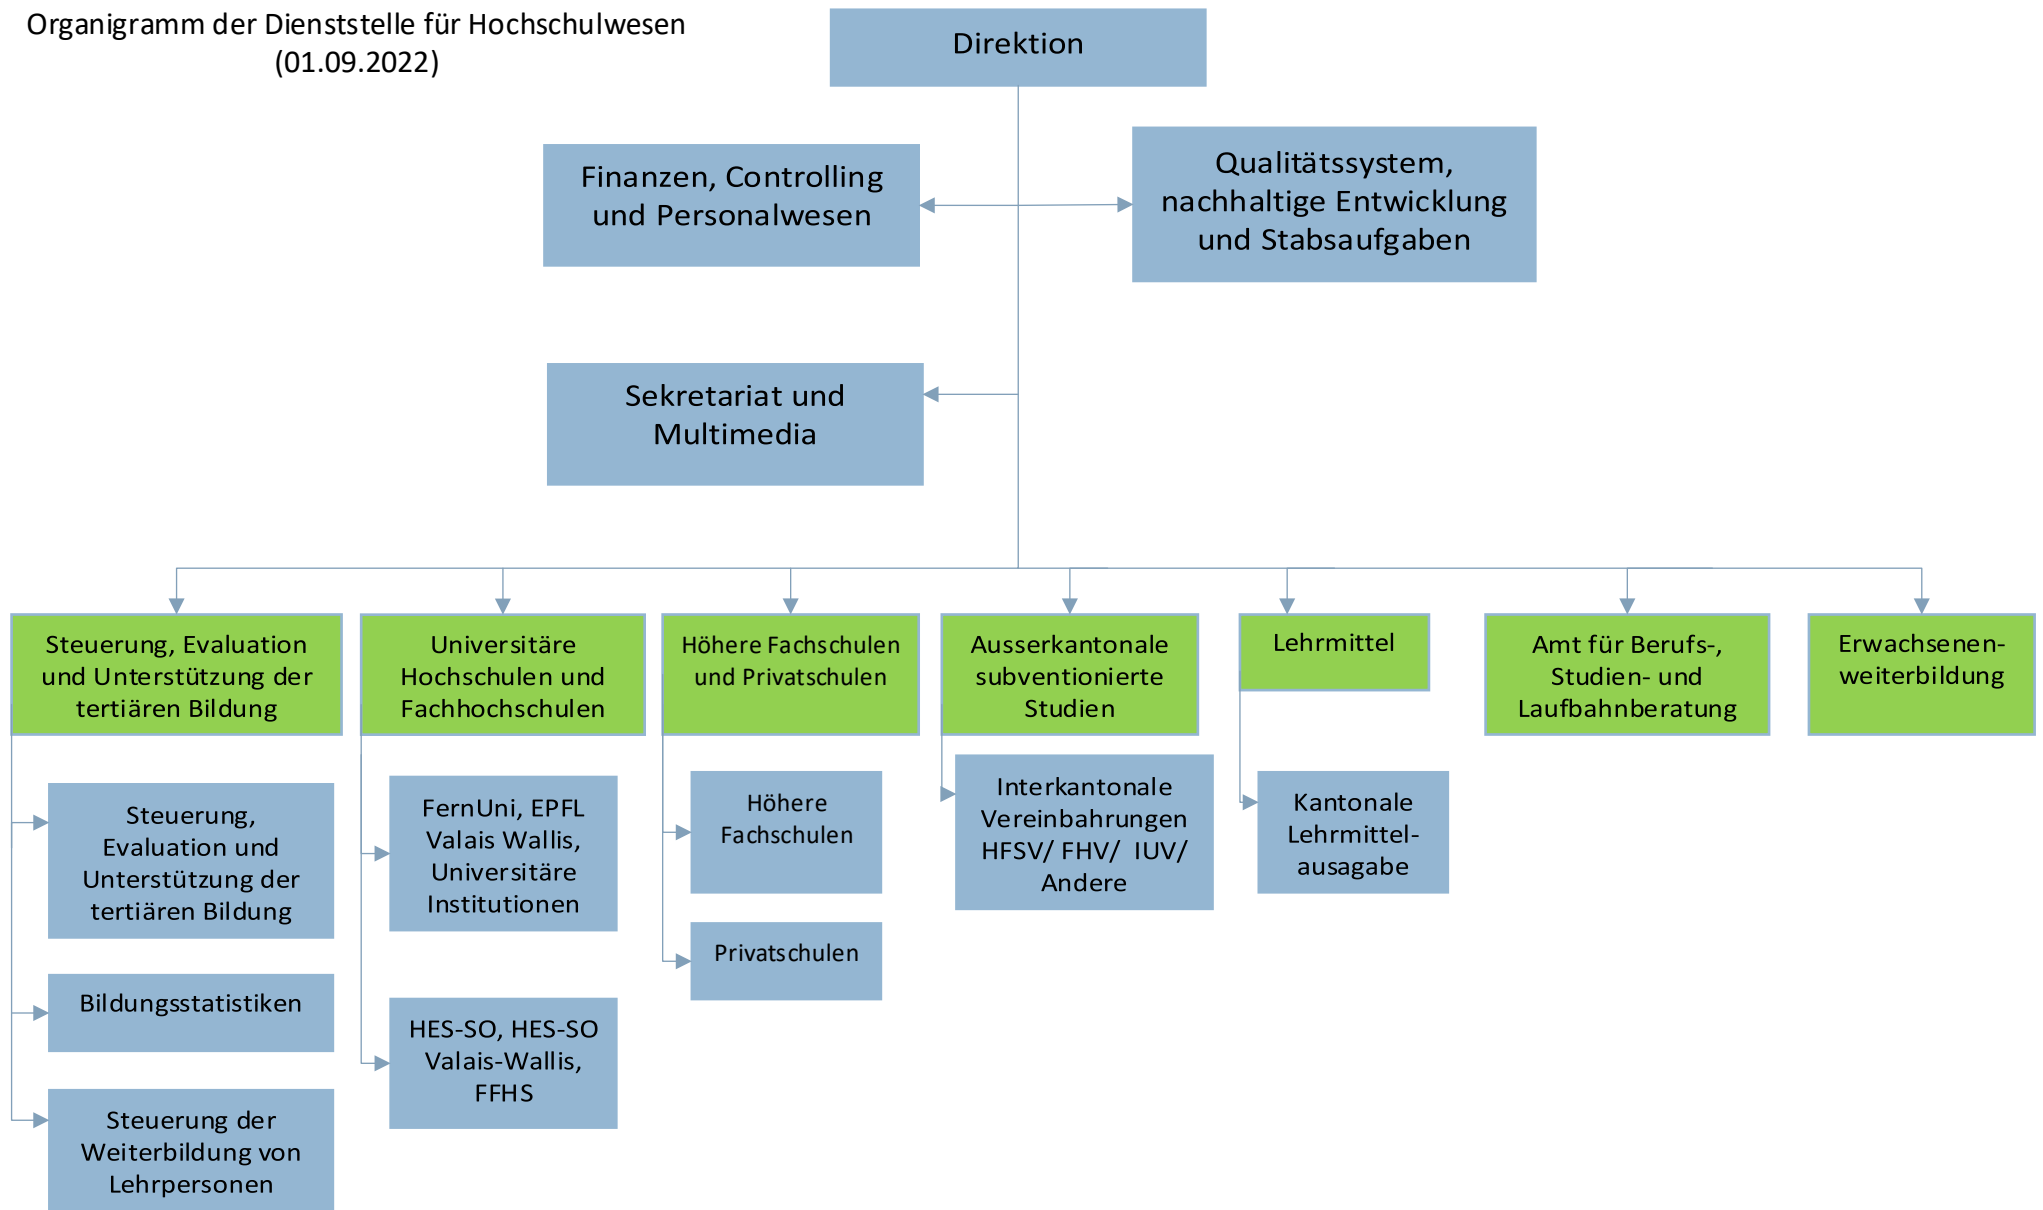 Organigramm der Dienststelle für Hochschulwesen
(01.09.2022)
Direktion
Finanzen, Controlling
und Personalwesen
Qualitätssystem,
nachhaltige Entwicklung
und Stabsaufgaben
Sekretariat und
Multimedia
Steuerung, Evaluation
und Unterstützung der
tertiären Bildung
Universitäre
Hochschulen und
Fachhochschulen
Höhere Fachschulen
und Privatschulen
Ausserkantonale
subventionierte
Studien
Lehrmittel
Amt für Berufs-,
Studien- und
Laufbahnberatung
Erwachsenen-
weiterbildung
Steuerung,
Evaluation und
Unterstützung der
tertiären Bildung
Bildungsstatistiken
Steuerung der
Weiterbildung von
Lehrpersonen
FernUni, EPFL
Valais Wallis,
Universitäre
Institutionen
HES-SO, HES-SO
Valais-Wallis,
FFHS
Höhere
Fachschulen
Privatschulen
Interkantonale
Vereinbahrungen
HFSV/ FHV/ IUV/
Andere
Kantonale
Lehrmittel-
ausagabe